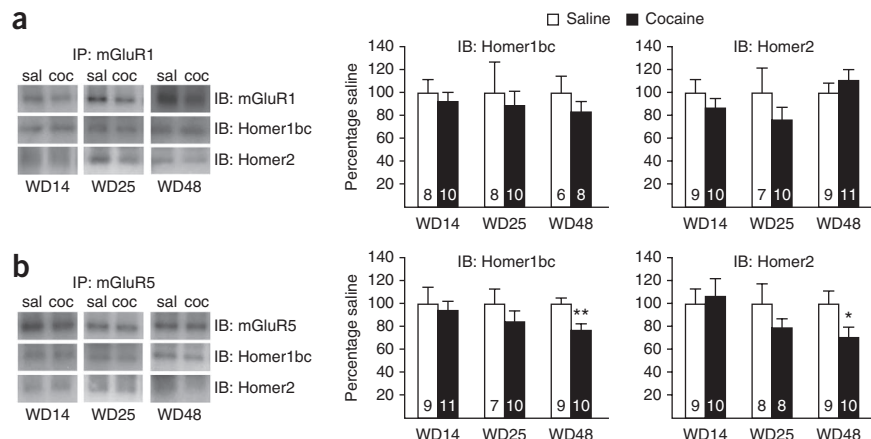 a
Saline Cocaine
IP: mGluR1
sal coc sal coc sal coc
IB: mGluR1
IB: Homer1bc
IB: Homer2
WD14 WD25 WD48
IB: Homer1bc
Percentage saline
140
120
100
80
60
40
20
8 10 8 10 6 8
WD14 WD25 WD48
IB: Homer2
140
120
100
80
60
40
20
9 10 7 10 9 11
WD14 WD25 WD48
b
IP: mGluR5
sal coc sal coc sal coc
IB: mGluR5
IB: Homer1bc
IB: Homer2
WD14 WD25 WD48
IB: Homer1bc
Percentage saline
140
120
100
80
60
40
20
**
9 11 7 10 9 10
WD14 WD25 WD48
IB: Homer2
140
120
100
80
60
40
20
*
9 10 8 8 9 10
WD14 WD25 WD48